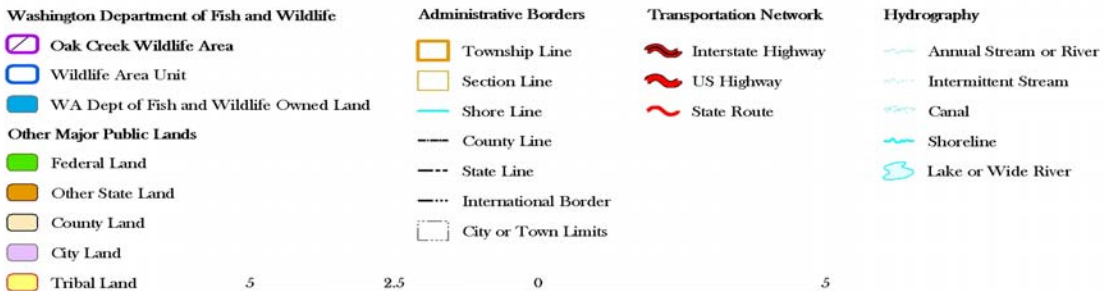 Washington Department of Fish and Wildlife
Oak Creek Wildlife Area
Wildlife Area Unit
WA Dept of Fish and Wildlife Owned Land
Other Major Public Lands
Federal Land
Other State Land
County Land
City Land
Tribal Land
Administrative Borders
Township Line
Section Line
Shore Line
County Line
State Line
International Border
City or Town Limits
Transportation Network
Interstate Highway
US Highway
State Route
Hydrography
Annual Stream or River
Intermittent Stream
Canal
Shoreline
Lake or Wide River
5 2.5 0 5